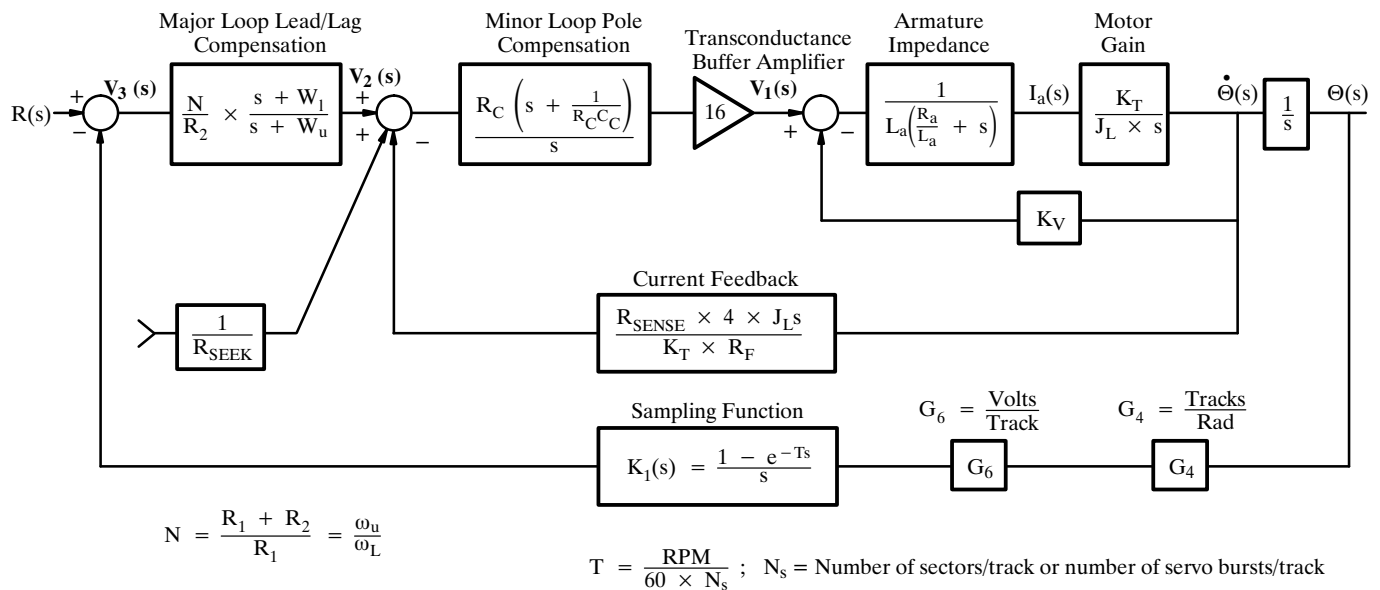 Major Loop Lead/Lag
Compensation
Minor Loop Pole
Compensation
Transconductance
Buffer Amplifier
Armature
Impedance
Motor
Gain
R(s)
+
−
V3 (s)
N/R2 × (s + W1)/(s + Wu)
V2 (s)
+
+
−
RC (s + 1/(RCCC))/s
16
V1(s)
+
−
1/(La(Ra/La + s))
Ia(s)
KT/(JL × s)
Θ̇(s)
1/s
Θ(s)
KV
1/RSEEK
Current Feedback
(RSENSE × 4 × JLs)/(KT × RF)
Sampling Function
K1(s) = (1 − e−Ts)/s
G6 = Volts/Track
G6
G4 = Tracks/Rad
G4
N = (R1 + R2)/R1 = ωu/ωL
T = RPM/(60 × Ns) ; Ns = Number of sectors/track or number of servo bursts/track